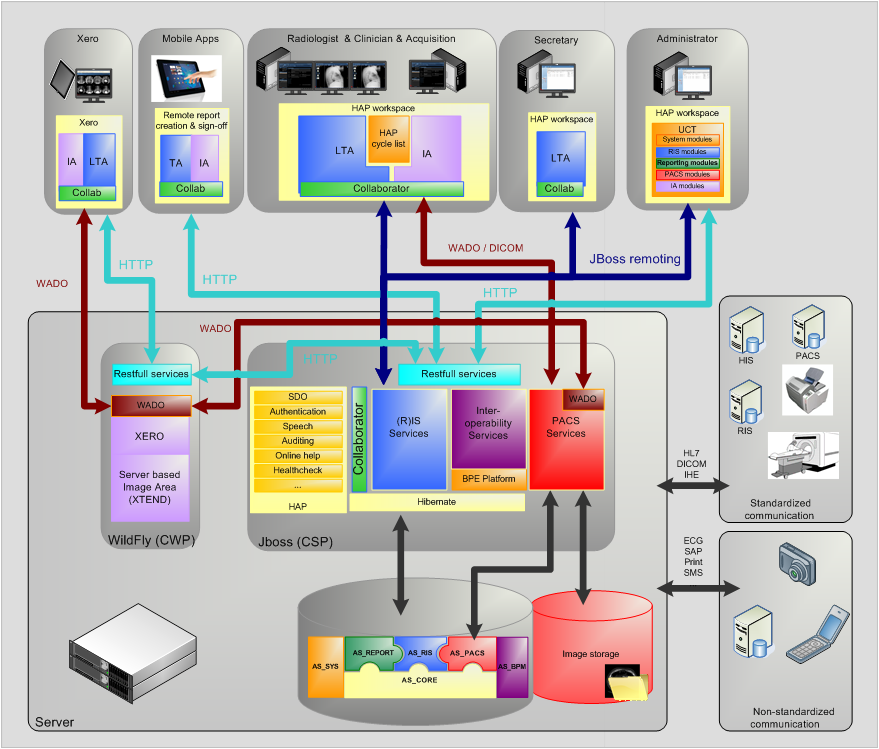 Xero
Mobile Apps
Radiologist & Clinician & Acquisition
Secretary
Administrator
Xero
IA
LTA
Collab
Remote report
creation & sign-off
TA
IA
Collab
HAP workspace
LTA
HAP
cycle list
IA
Collaborator
HAP workspace
LTA
Collab
HAP workspace
UCT
System modules
RIS modules
Reporting modules
PACS modules
IA modules
WADO
HTTP
HTTP
WADO / DICOM
JBoss remoting
HTTP
WADO
HTTP
Restfull services
WADO
XERO
Server based
Image Area
(XTEND)
WildFly (CWP)
Restfull services
SDO
Authentication
Speech
Auditing
Online help
Healthcheck
...
HAP
Collaborator
(R)IS
Services
Inter-
operability
Services
BPE Platform
WADO
PACS
Services
Hibernate
Jboss (CSP)
HIS
PACS
RIS
HL7
DICOM
IHE
Standardized
communication
ECG
SAP
Print
SMS
...
Non-standardized
communication
AS_SYS
AS_REPORT
AS_RIS
AS_PACS
AS_BPM
AS_CORE
Image storage
Server